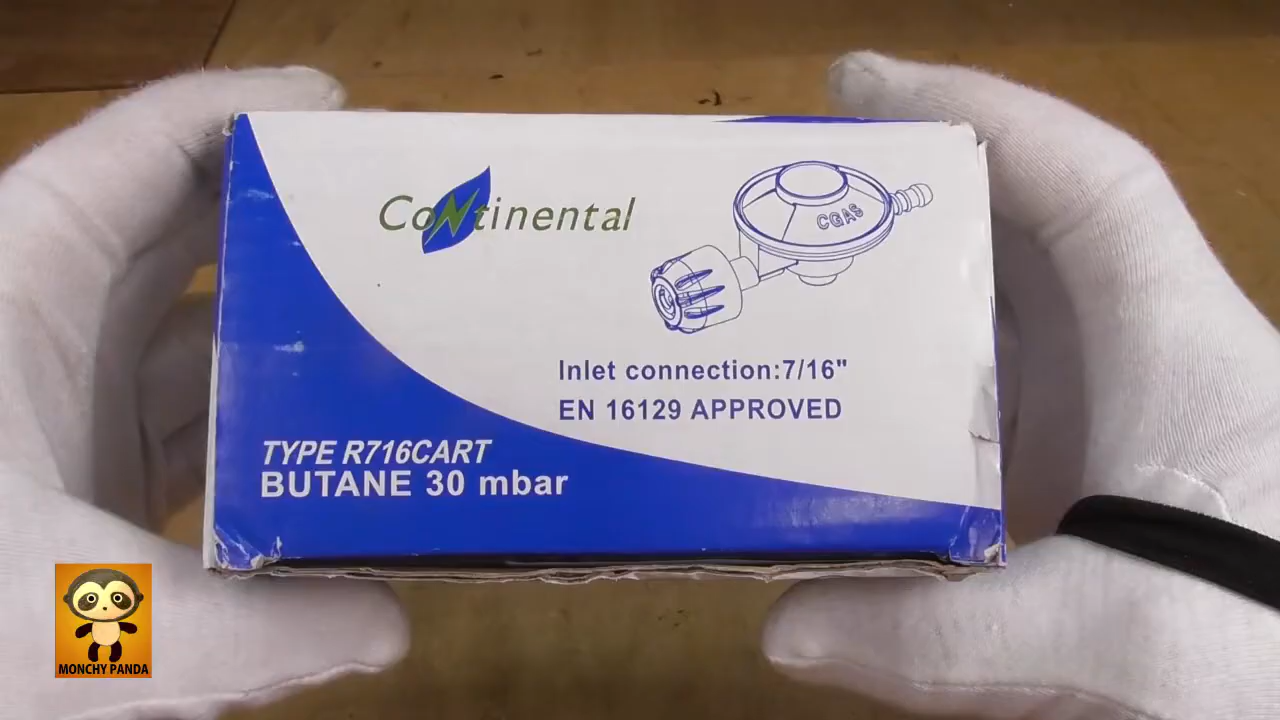 Continental
CGAS
Inlet connection:7/16"
EN 16129 APPROVED
TYPE R716CART
BUTANE 30 mbar
MONCHY PANDA